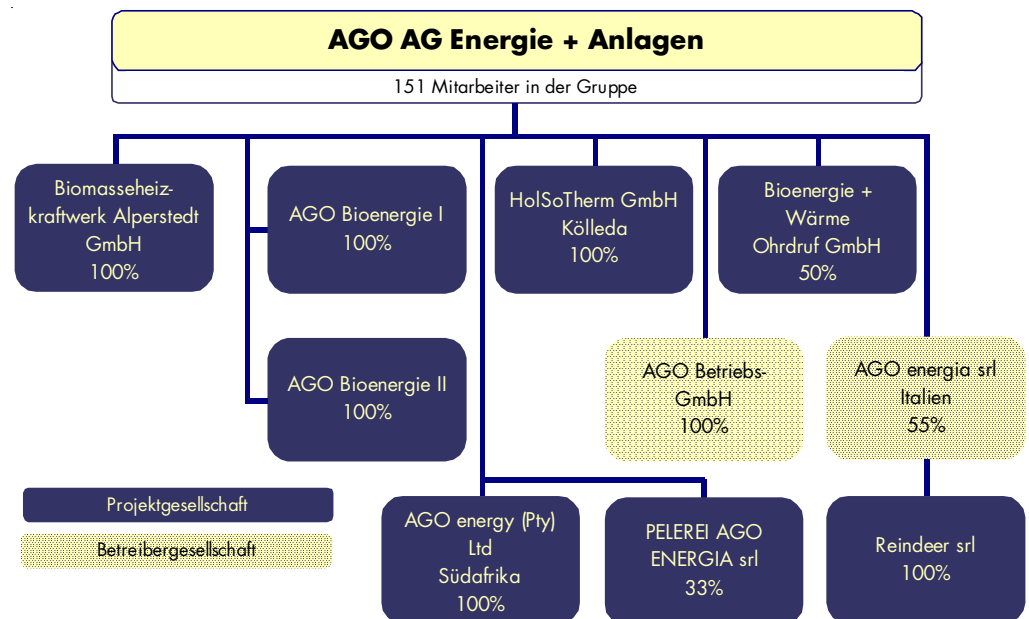 AGO AG Energie + Anlagen
151 Mitarbeiter in der Gruppe
Biomasseheiz-
kraftwerk Alperstedt
GmbH
100%
AGO Bioenergie I
100%
HolSoTherm GmbH
Kölleda
100%
Bioenergie +
Wärme
Ohrdruf GmbH
50%
AGO Bioenergie II
100%
AGO Betriebs-
GmbH
100%
AGO energia srl
Italien
55%
Projektgesellschaft
Betreibergesellschaft
AGO energy (Pty)
Ltd
Südafrika
100%
PELEREI AGO
ENERGIA srl
33%
Reindeer srl
100%